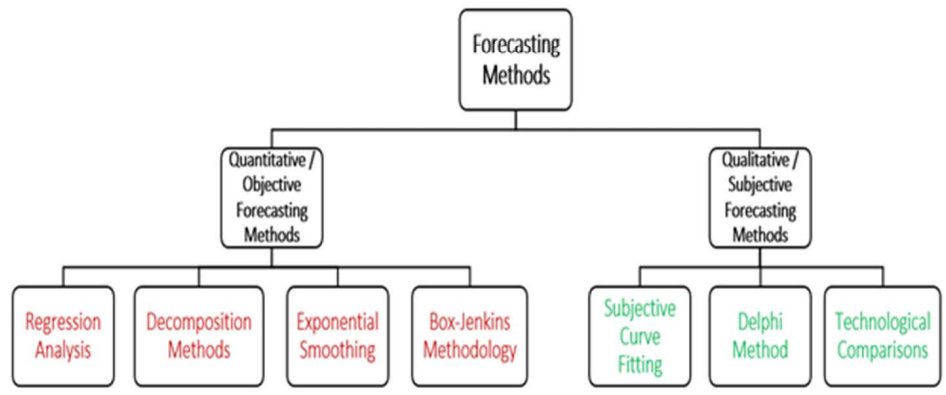 Forecasting
Methods
Quantitative /
Objective
Forecasting
Methods
Qualitative /
Subjective
Forecasting
Methods
Regression
Analysis
Decomposition
Methods
Exponential
Smoothing
Box-Jenkins
Methodology
Subjective
Curve
Fitting
Delphi
Method
Technological
Comparisons